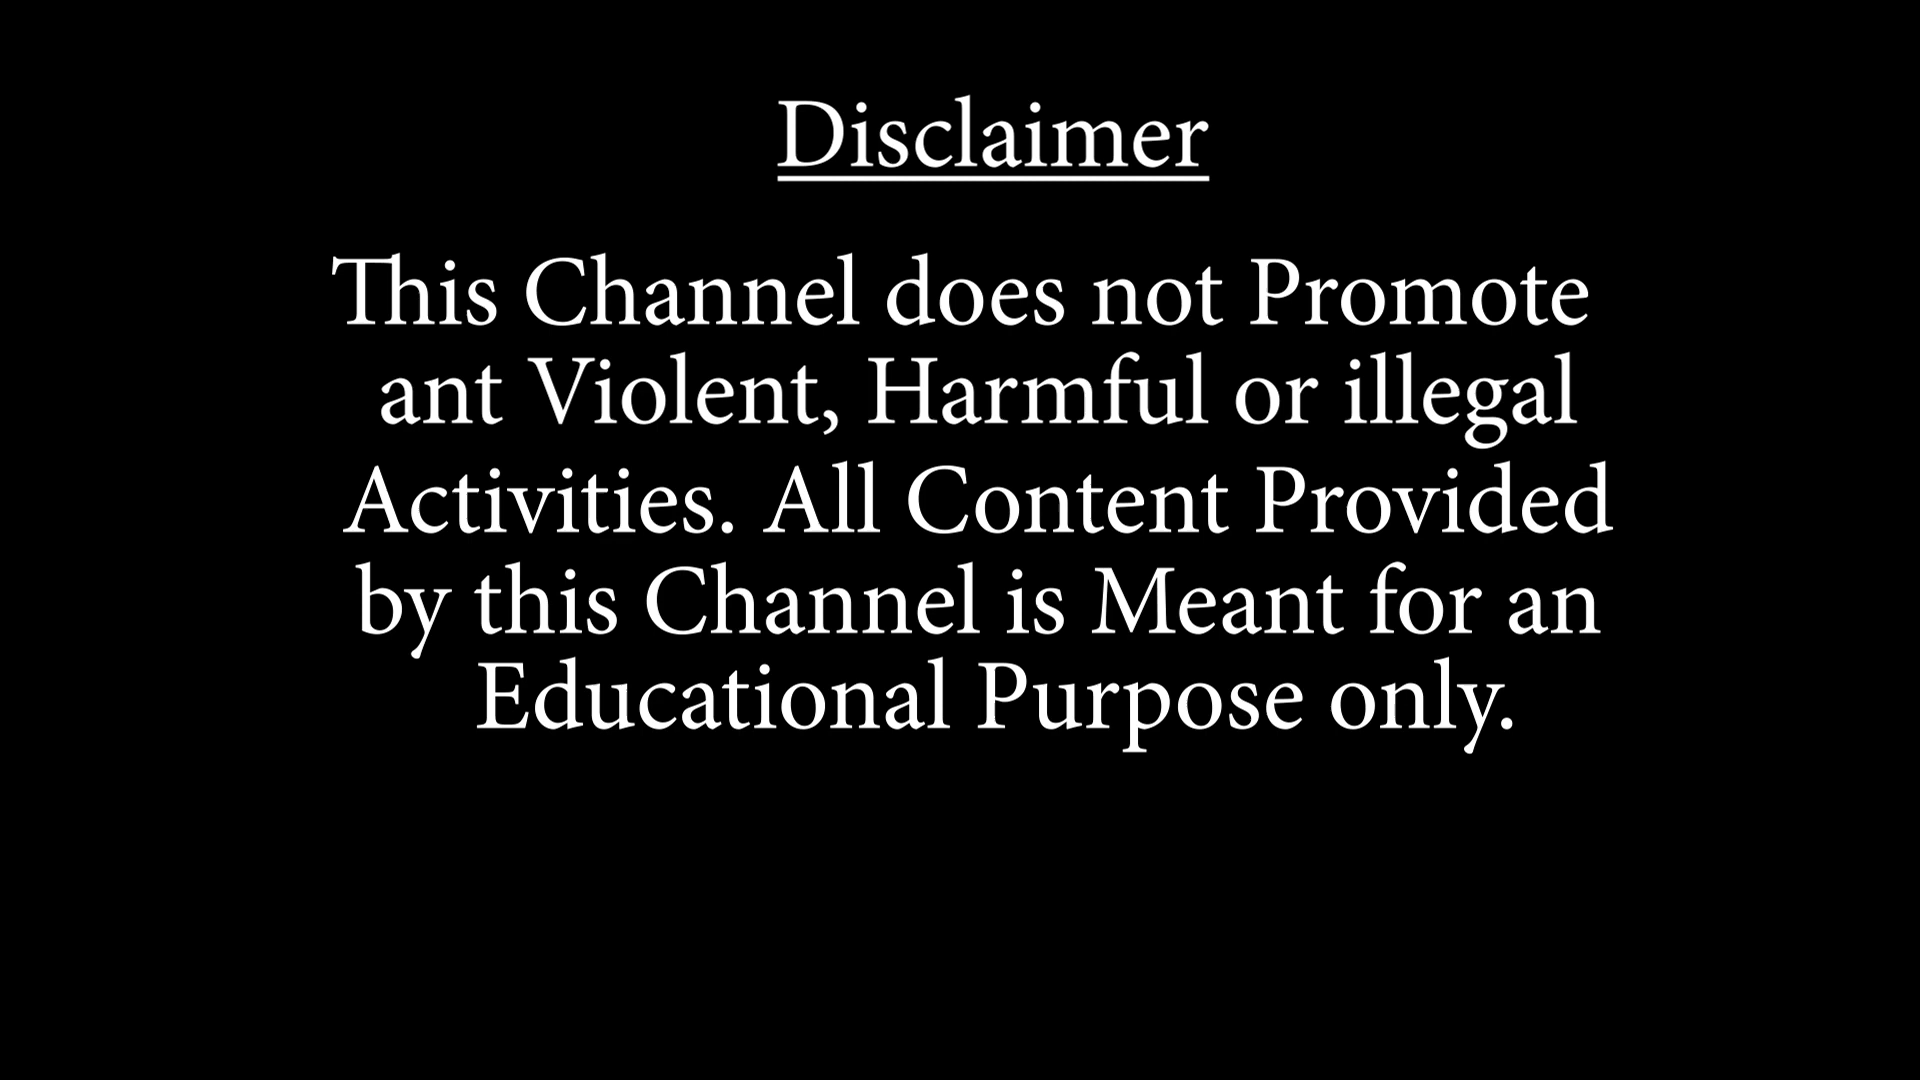 Disclaimer
This Channel does not Promote
ant Violent, Harmful or illegal
Activities. All Content Provided
by this Channel is Meant for an
Educational Purpose only.